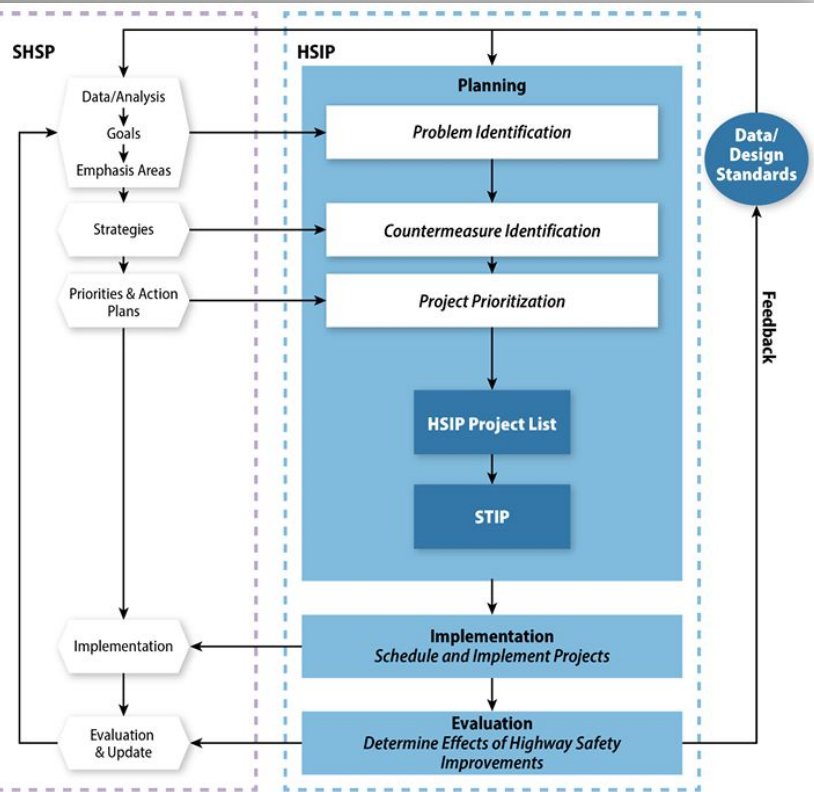 SHSP
HSIP
Data/Analysis
Goals
Emphasis Areas
Strategies
Priorities & Action
Plans
Implementation
Evaluation
& Update
Planning
Problem Identification
Countermeasure Identification
Project Prioritization
HSIP Project List
STIP
Implementation
Schedule and Implement Projects
Evaluation
Determine Effects of Highway Safety
Improvements
Data/
Design
Standards
Feedback